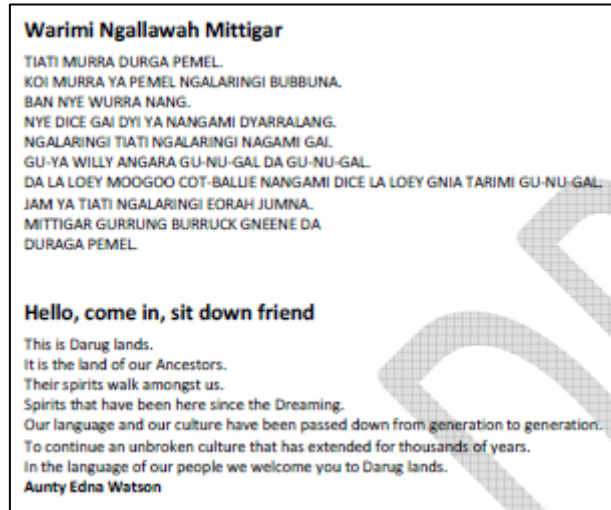 Warimi Ngallawah Mittigar
TIATI MURRA DURGA PEMEL.
KOI MURRA YA PEMEL NGALARINGI BUBBUNA.
BAN NYE WURRA NANG.
NYE DICE GAI DYI YA NANGAMI DYARRALANG.
NGALARINGI TIATI NGALARINGI NAGAMI GAI.
GU-YA WILLY ANGARA GU-NU-GAL DA GU-NU-GAL.
DA LA LOEY MOOGOO COT-BALLIE NANGAMI DICE LA LOEY GNIA TARIMI GU-NU-GAL.
JAM YA TIATI NGALARINGI EORAH JUMNA.
MITTIGAR GURRUNG BURRUCK GNEENE DA
DURAGA PEMEL.
Hello, come in, sit down friend
This is Darug lands.
It is the land of our Ancestors.
Their spirits walk amongst us.
Spirits that have been here since the Dreaming.
Our language and our culture have been passed down from generation to generation.
To continue an unbroken culture that has extended for thousands of years.
In the language of our people we welcome you to Darug lands.
Aunty Edna Watson